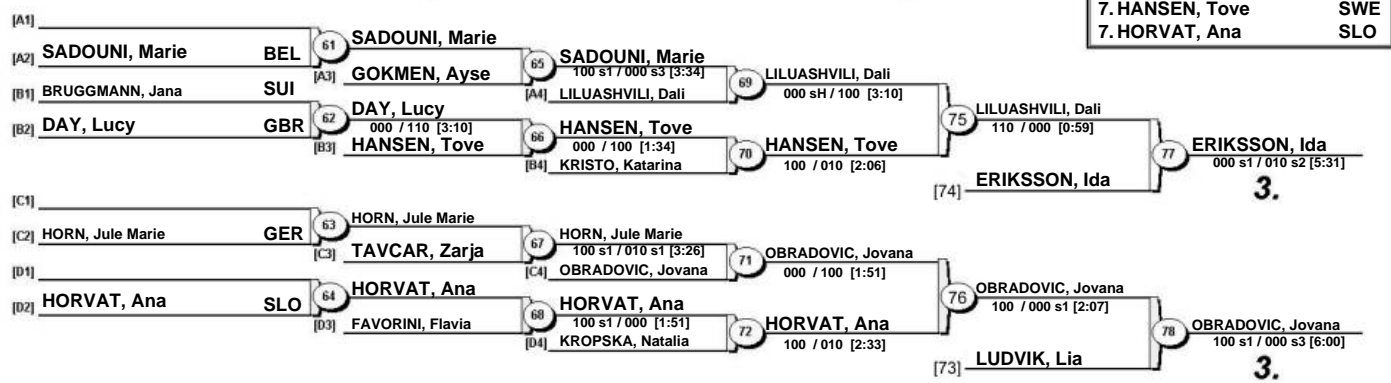 7. HANSEN, Tove SWE
7. HORVAT, Ana SLO
[A1]
61 SADOUNI, Marie
[A2] SADOUNI, Marie BEL
65 SADOUNI, Marie
100 s1 / 000 s3 [3:34]
[A3] GOKMEN, Ayse
69 LILUASHVILI, Dali
000 sH / 100 [3:10]
[B1] BRUGGMANN, Jana SUI
[A4] LILUASHVILI, Dali
62 DAY, Lucy
000 / 110 [3:10]
75 LILUASHVILI, Dali
110 / 000 [0:59]
[B2] DAY, Lucy GBR
66 HANSEN, Tove
000 / 100 [1:34]
[B3] HANSEN, Tove
70 HANSEN, Tove
100 / 010 [2:06]
77 ERIKSSON, Ida
000 s1 / 010 s2 [5:31]
[B4] KRISTO, Katarina
[74] ERIKSSON, Ida
3.
[C1]
63 HORN, Jule Marie
[C2] HORN, Jule Marie GER
67 HORN, Jule Marie
100 s1 / 010 s1 [3:26]
[C3] TAVCAR, Zarja
71 OBRADOVIC, Jovana
000 / 100 [1:51]
[D1]
[C4] OBRADOVIC, Jovana
64 HORVAT, Ana
76 OBRADOVIC, Jovana
100 / 000 s1 [2:07]
[D2] HORVAT, Ana SLO
68 HORVAT, Ana
100 s1 / 000 [1:51]
[D3] FAVORINI, Flavia
72 HORVAT, Ana
100 / 010 [2:33]
78 OBRADOVIC, Jovana
100 s1 / 000 s3 [6:00]
[D4] KROPSKA, Natalia
[73] LUDVIK, Lia
3.